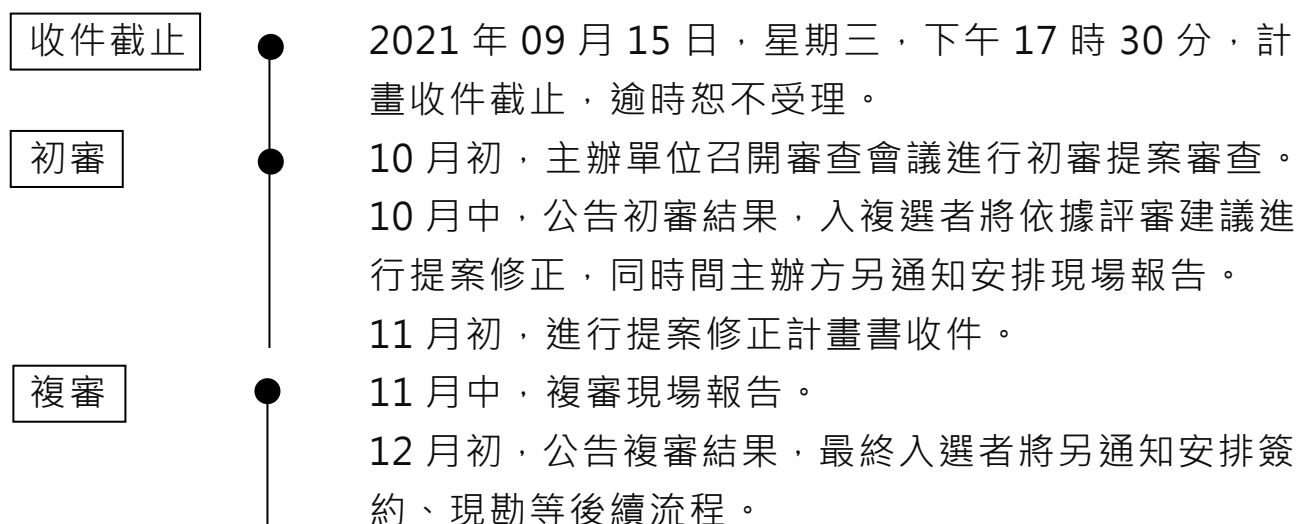 收件截止
2021 年 09 月 15 日，星期三，下午 17 時 30 分，計
畫收件截止，逾時恕不受理。
初審
10 月初，主辦單位召開審查會議進行初審提案審查。
10 月中，公告初審結果，入複選者將依據評審建議進
行提案修正，同時間主辦方另通知安排現場報告。
11 月初，進行提案修正計畫書收件。
複審
11 月中，複審現場報告。
12 月初，公告複審結果，最終入選者將另通知安排簽
約、現勘等後續流程。